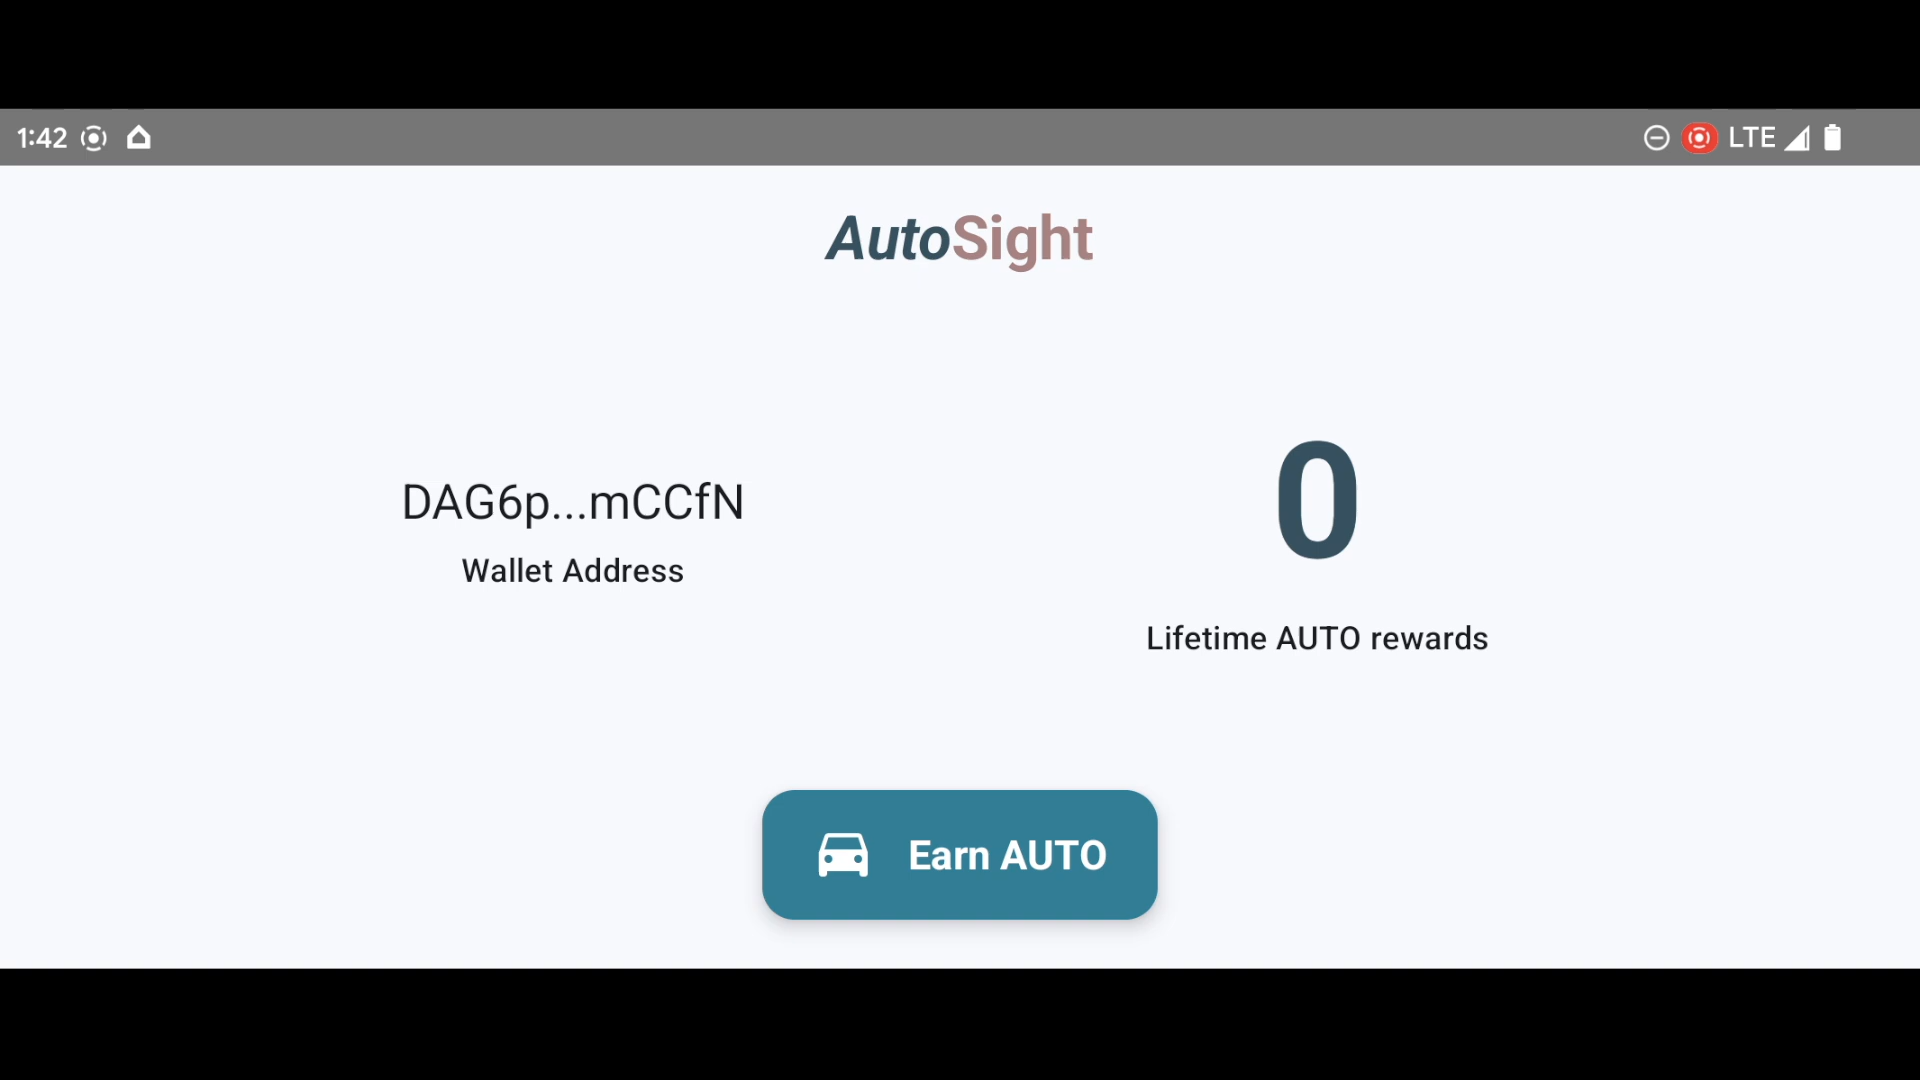 1:42
LTE
AutoSight
DAG6p...mCCfN
Wallet Address
0
Lifetime AUTO rewards
Earn AUTO